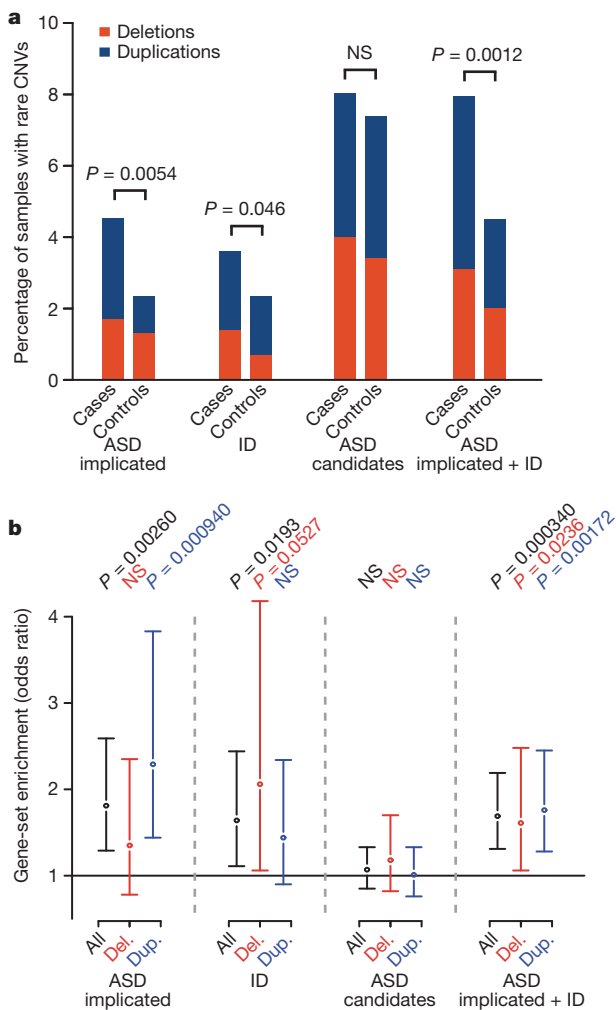 a
Percentage of samples with rare CNVs
10
8
6
4
2
0
Deletions
Duplications
P = 0.0054
P = 0.046
NS
P = 0.0012
Cases
Controls
Cases
Controls
Cases
Controls
Cases
Controls
ASD
implicated
ID
ASD
candidates
ASD
implicated + ID
b
Gene-set enrichment (odds ratio)
4
3
2
1
P = 0.00260
NS
P = 0.000940
P = 0.0193
P = 0.0527
NS
NS
NS
NS
P = 0.000340
P = 0.0236
P = 0.00172
All
Del.
Dup.
All
Del.
Dup.
All
Del.
Dup.
All
Del.
Dup.
ASD
implicated
ID
ASD
candidates
ASD
implicated + ID